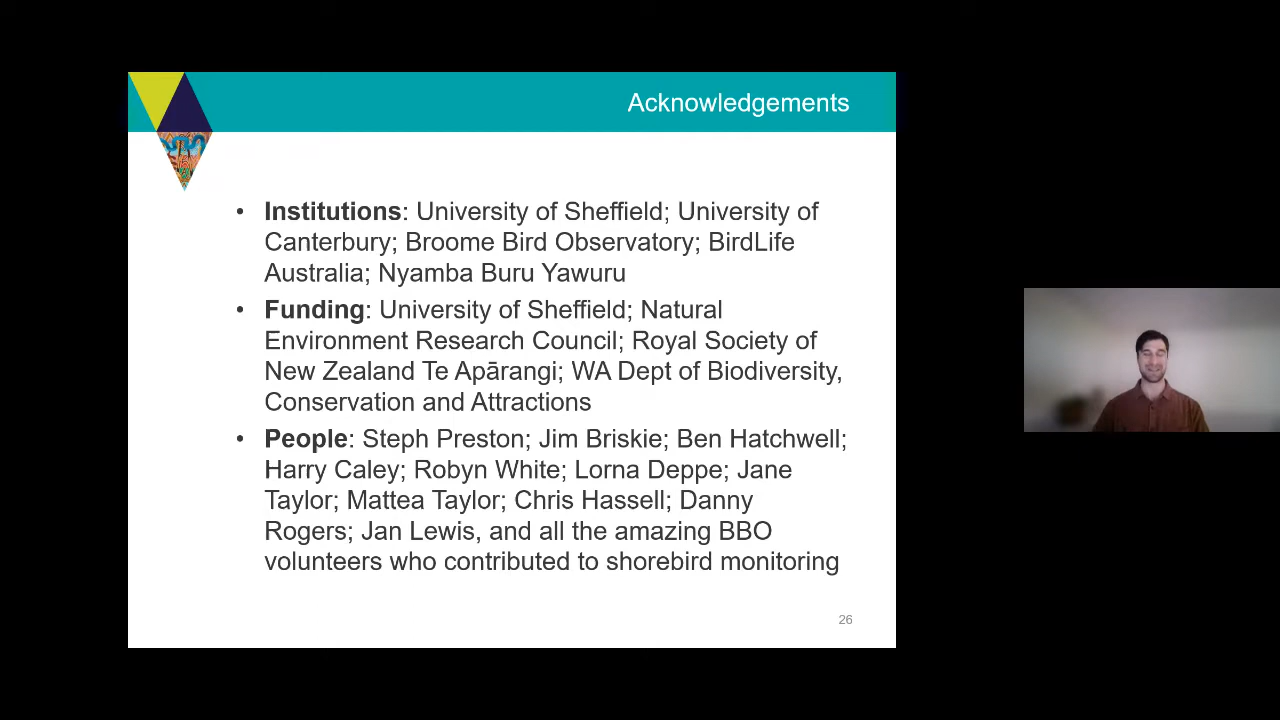 Acknowledgements
• Institutions: University of Sheffield; University of
Canterbury; Broome Bird Observatory; BirdLife
Australia; Nyamba Buru Yawuru
• Funding: University of Sheffield; Natural
Environment Research Council; Royal Society of
New Zealand Te Apārangi; WA Dept of Biodiversity,
Conservation and Attractions
• People: Steph Preston; Jim Briskie; Ben Hatchwell;
Harry Caley; Robyn White; Lorna Deppe; Jane
Taylor; Mattea Taylor; Chris Hassell; Danny
Rogers; Jan Lewis, and all the amazing BBO
volunteers who contributed to shorebird monitoring
26